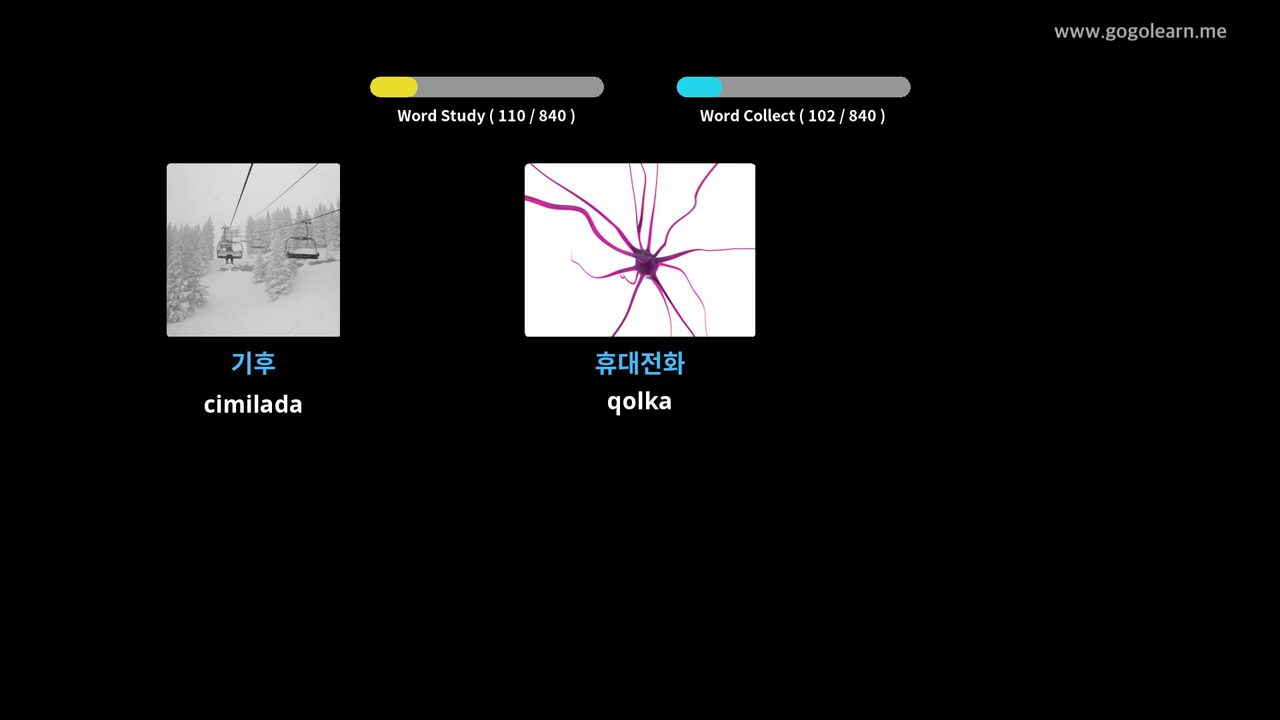 www.gogolearn.me
Word Study ( 110 / 840 )
Word Collect ( 102 / 840 )
기후
cimilada
휴대전화
qolka